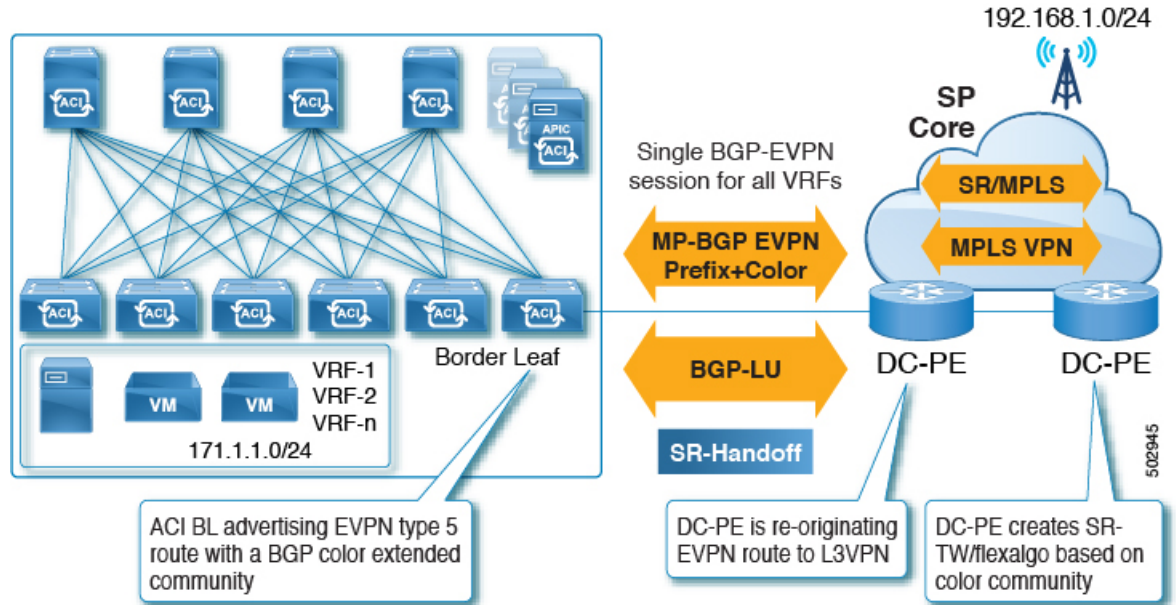 ACI
ACI
ACI
ACI
APIC
ACI
ACI
ACI
ACI
ACI
ACI
ACI
Border Leaf
VM
VM
VRF-1
VRF-2
VRF-n
171.1.1.0/24
ACI BL advertising EVPN type 5
route with a BGP color extended
community
Single BGP-EVPN
session for all VRFs
MP-BGP EVPN
Prefix+Color
BGP-LU
SR-Handoff
192.168.1.0/24
SP
Core
SR/MPLS
MPLS VPN
DC-PE
DC-PE
DC-PE is re-originating
EVPN route to L3VPN
DC-PE creates SR-
TW/flexalgo based on
color community
502945